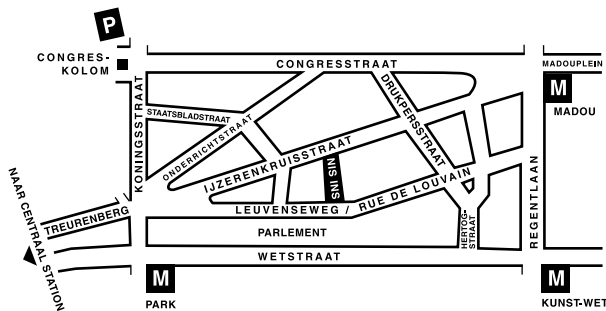 P
CONGRES-
KOLOM
CONGRESSTRAAT
MADOUPLEIN
M
MADOU
KONINGSSTRAAT
STAATSBLADSTRAAT
ONDERRICHTSTRAAT
DRUKPERSSTRAAT
IJZERENKRUISSTRAAT
NIS INS
REGENTLAAN
LEUVENSEWEG / RUE DE LOUVAIN
TREURENBERG
NAAR CENTRAAL STATION
PARLEMENT
HERTOG-
STRAAT
WETSTRAAT
M
PARK
M
KUNST-WET